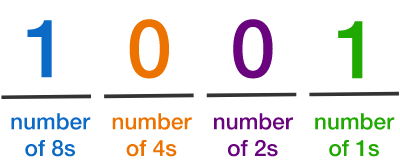 1 0 0 1
number number number number
of 8s of 4s of 2s of 1s